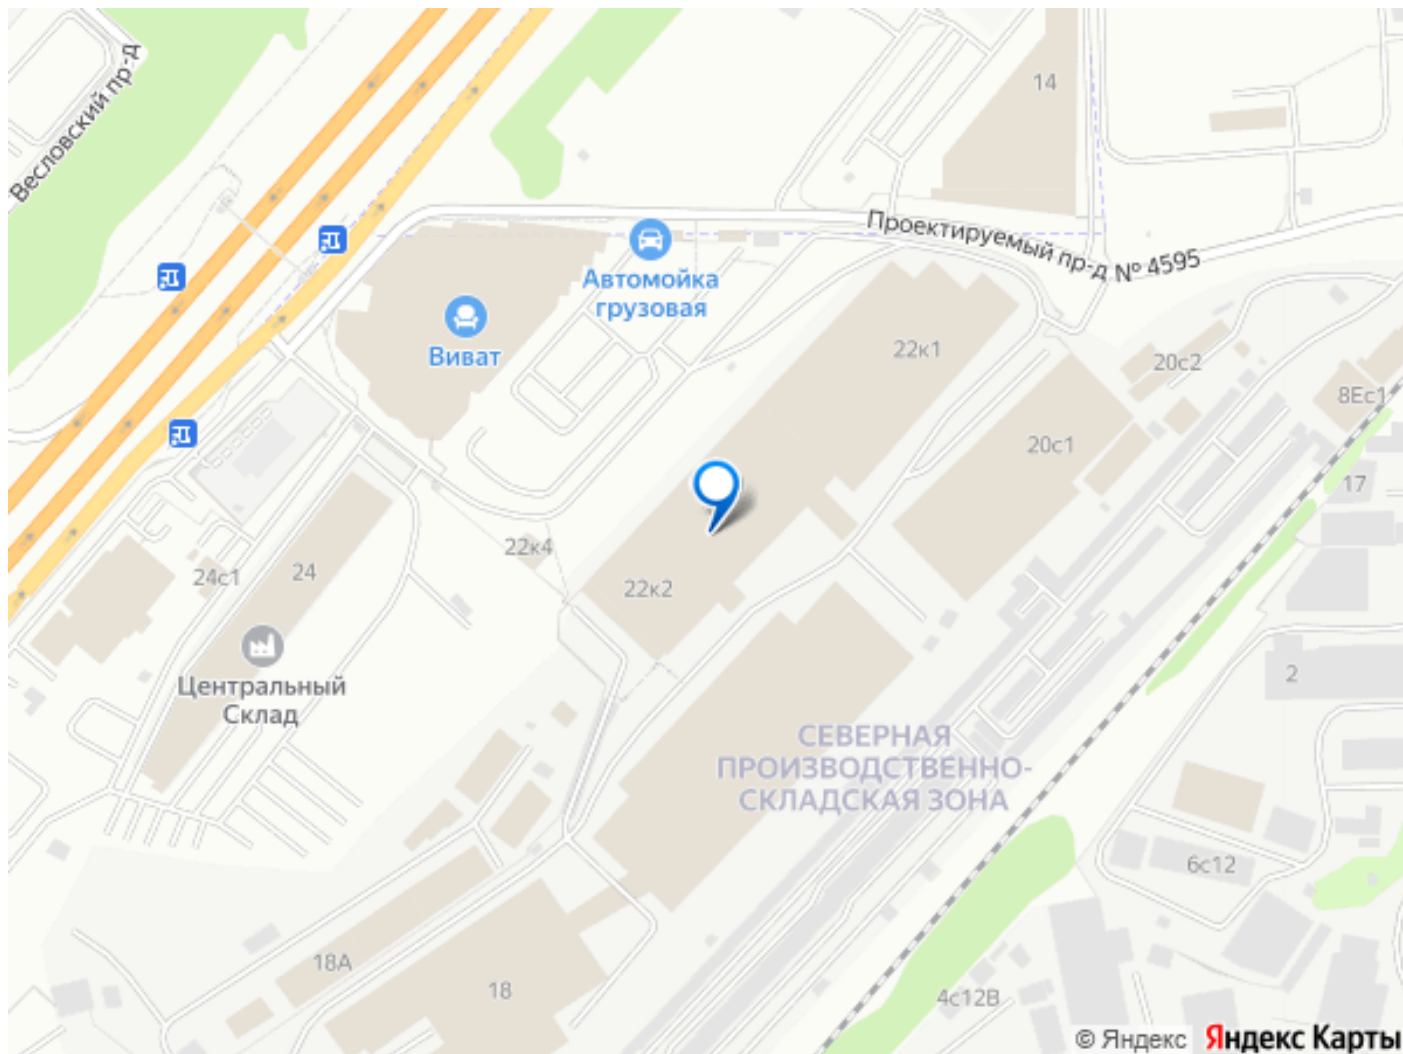 Весловский пр-д
14
Проектируемый пр-д № 4595
Автомойка
грузовая
Виват
22к1
20с2
8Ес1
20с1
17
22к4
24с1
24
22к2
Центральный
Склад
2
СЕВЕРНАЯ
ПРОИЗВОДСТВЕННО-
СКЛАДСКАЯ ЗОНА
6с12
18А
18
4с12В
© Яндекс Яндекс Карты